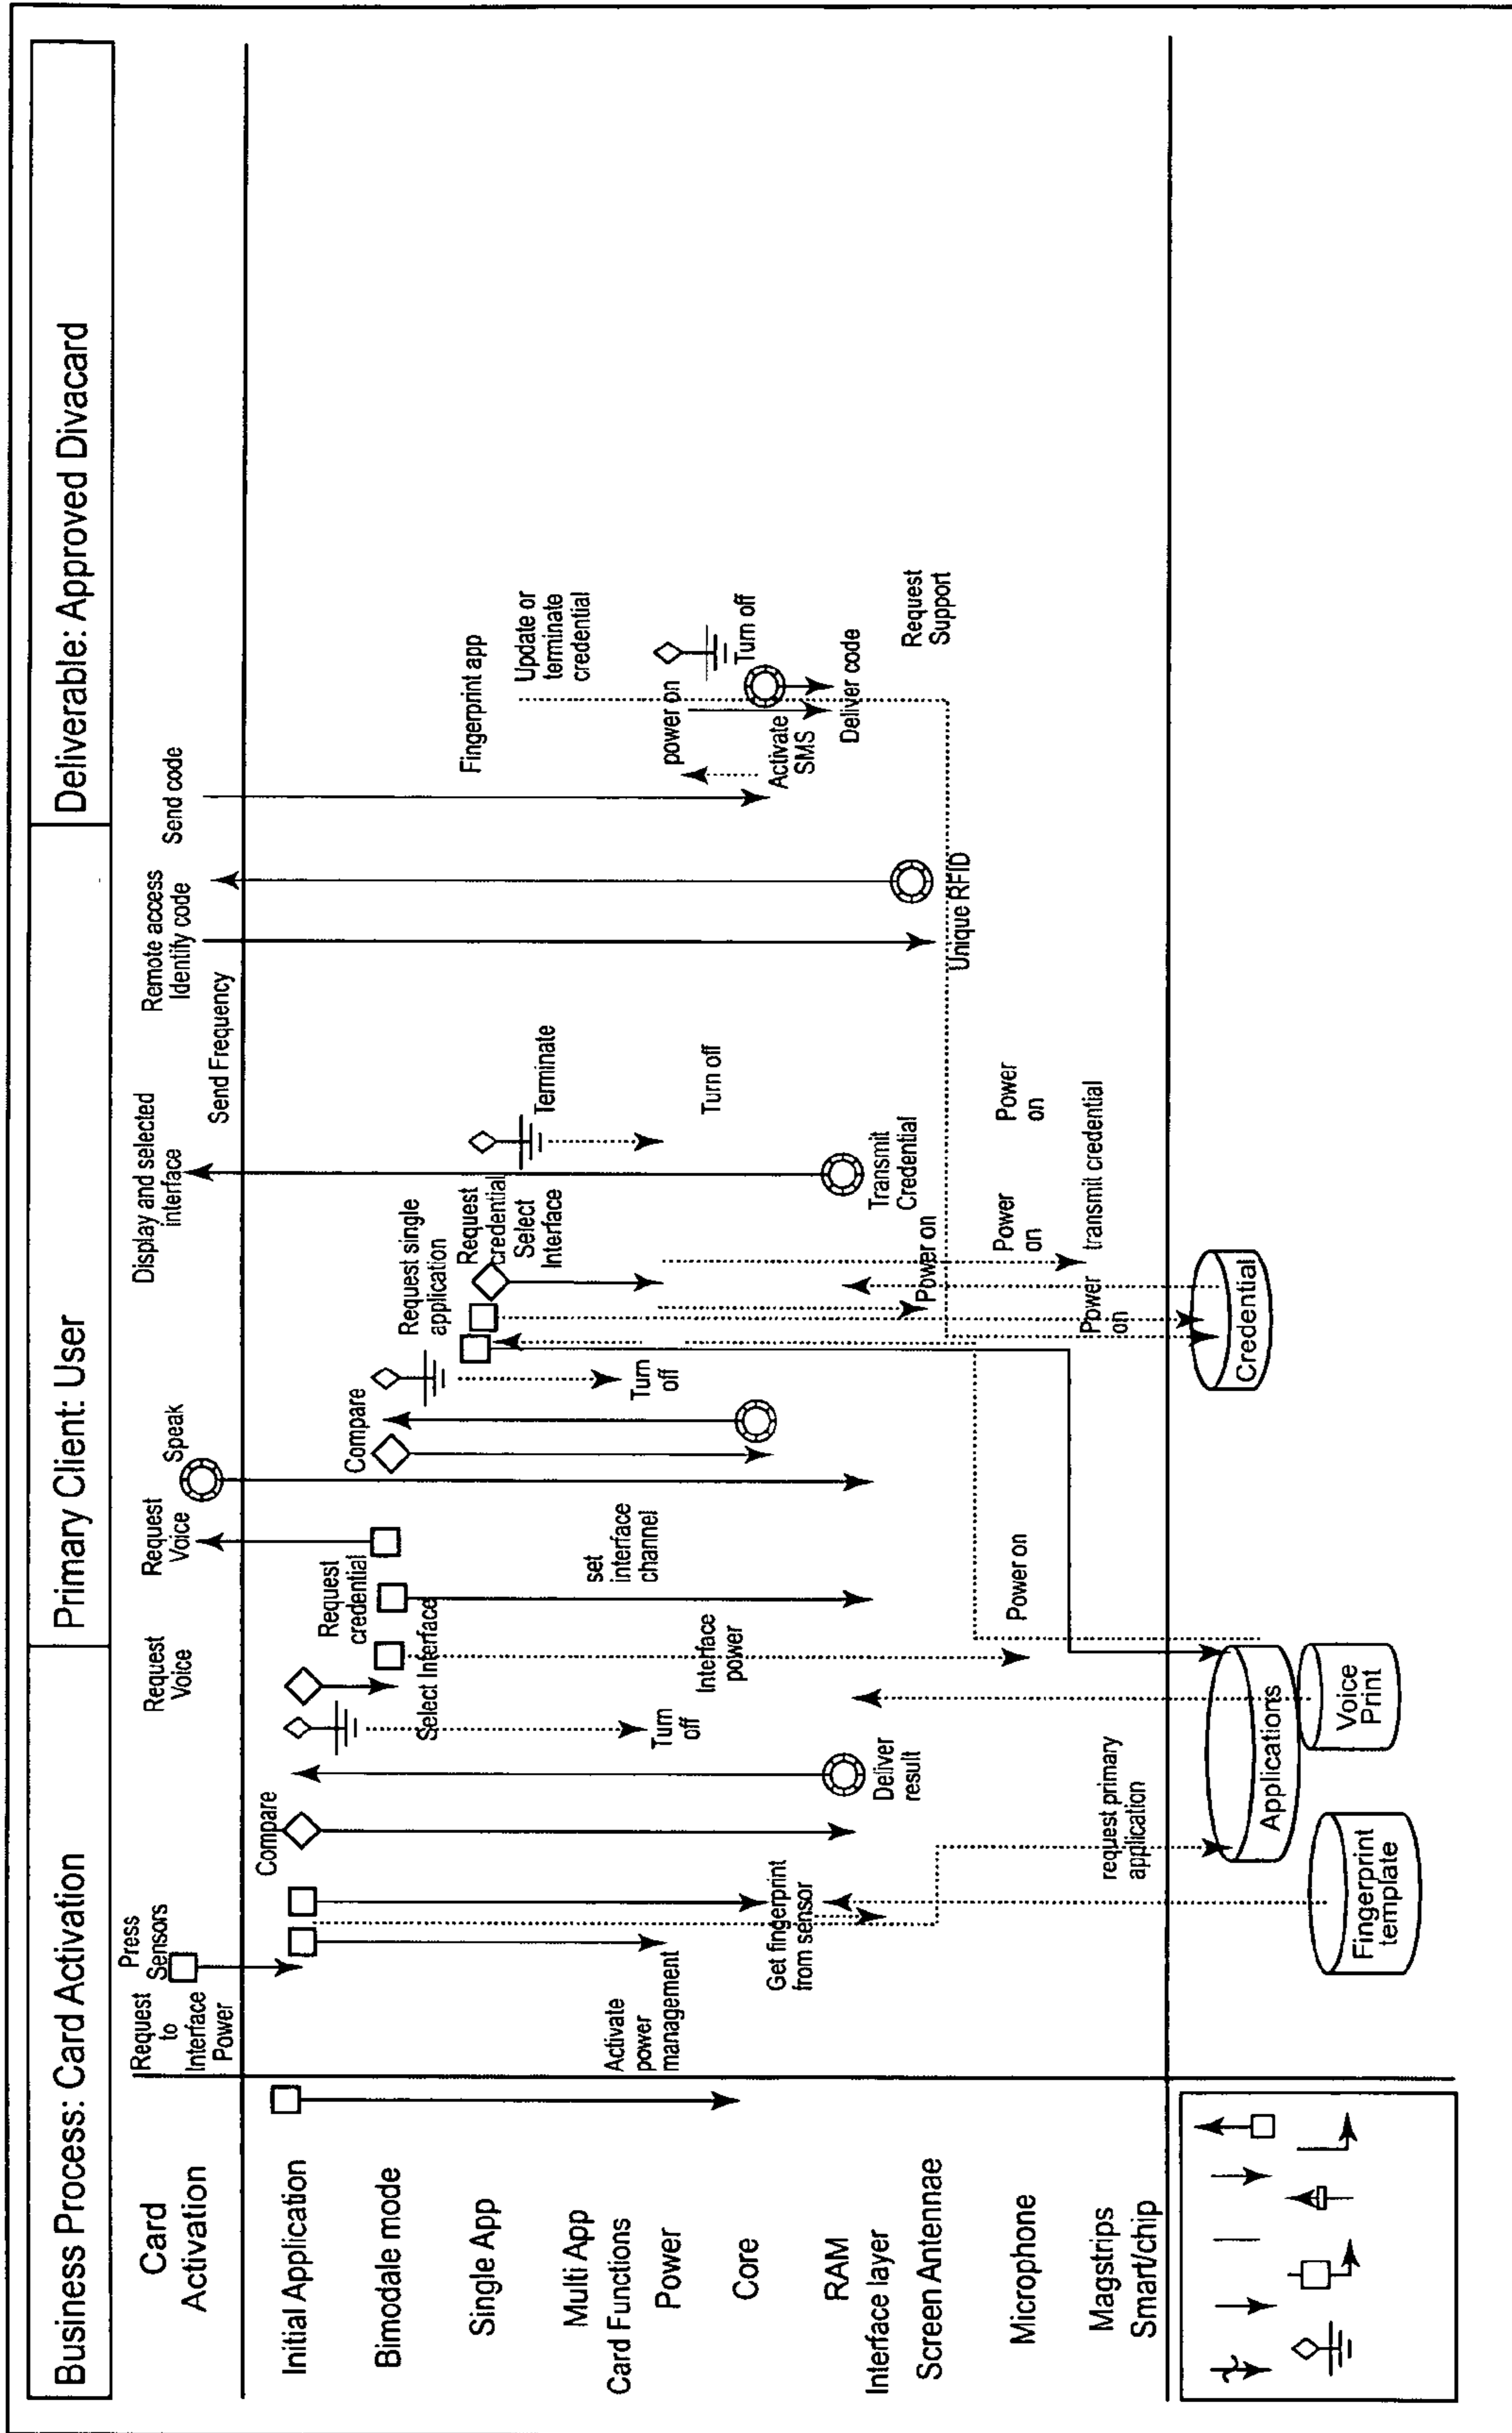 Business Process: Card Activation
Primary Client: User
Deliverable: Approved Divacard
Card
Activation
Request
to
Interface
Power
Press
Sensors
Request
Voice
Request
Voice
Speak
Display and selected
interface
Send Frequency
Remote access
Identify code
Send code
Initial Application
Compare
Bimodale mode
Select Interface
Request
credential
Compare
Single App
Request single
application
Request
credential
Select
Interface
Terminate
Fingerprint app
Update or
terminate
credential
Multi App
Card Functions
Activate
power
management
set
interface
channel
Power
Turn
off
Interface
power
Turn
off
Turn off
power on
Turn off
Core
Get fingerprint
from sensor
Activate
SMS
RAM
Interface layer
Deliver
result
Transmit
Credential
Deliver code
Screen Antennae
Power on
Unique RFID
Request
Support
Microphone
Power on
Power
on
Power
on
Magstrips
Smart/chip
request primary
application
Power
on
transmit credential
Applications
Credential
Fingerprint
template
Voice
Print